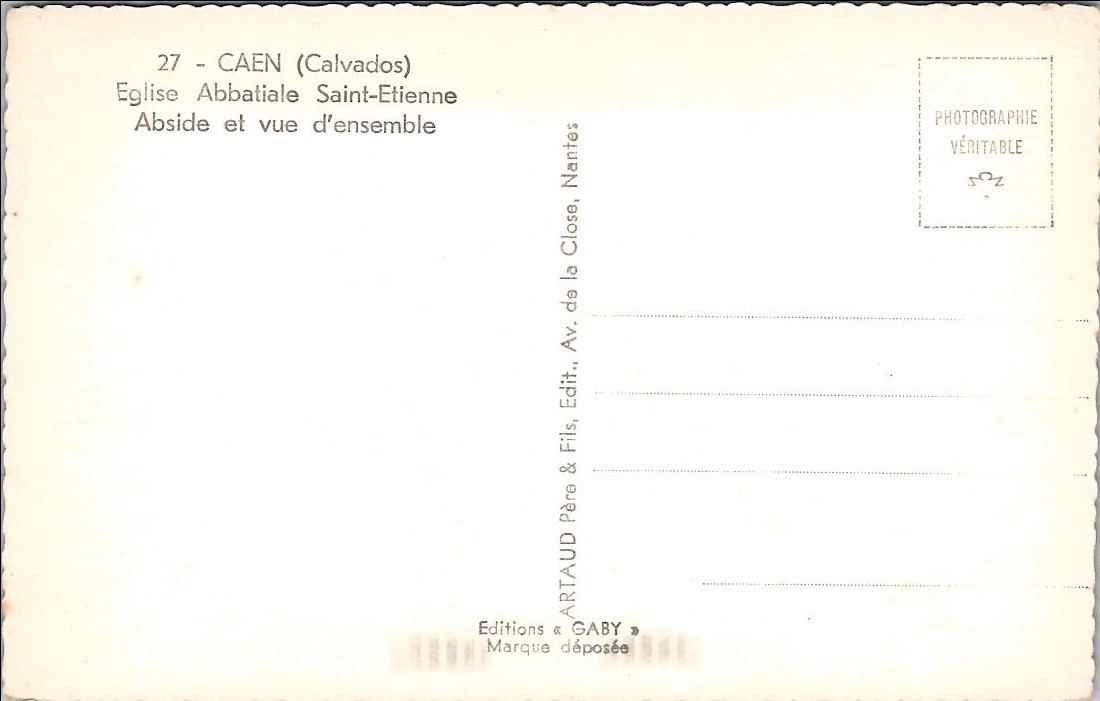 27 - CAEN (Calvados)
Eglise Abbatiale Saint-Etienne
Abside et vue d'ensemble
PHOTOGRAPHIE
VÉRITABLE
ARTAUD Père & Fils, Edit., Av. de la Close, Nantes
Editions « GABY »
Marque déposée